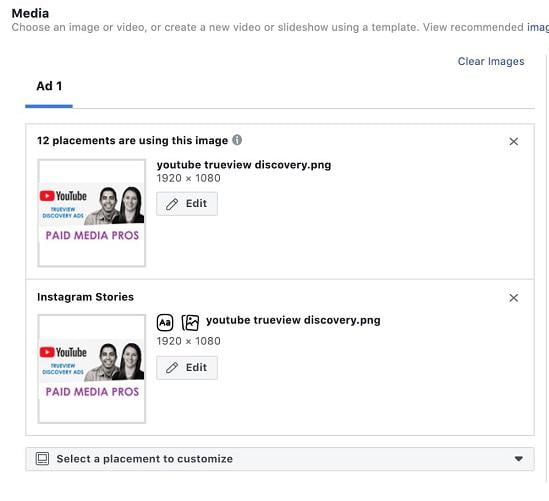 Media
Choose an image or video, or create a new video or slideshow using a template. View recommended
Clear Images
Ad 1
12 placements are using this image
youtube trueview discovery.png
1920 × 1080
Edit
YouTube
TRUEVIEW
DISCOVERY ADS
PAID MEDIA PROS
Instagram Stories
Aa
youtube trueview discovery.png
1920 × 1080
Edit
YouTube
TRUEVIEW
DISCOVERY ADS
PAID MEDIA PROS
Select a placement to customize